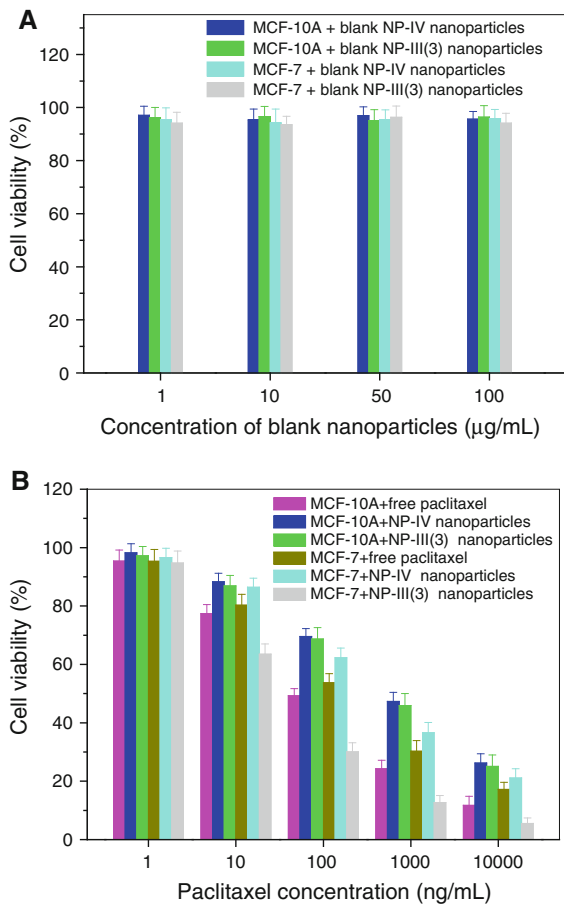 A
MCF-10A + blank NP-IV nanoparticles
MCF-10A + blank NP-III(3) nanoparticles
MCF-7 + blank NP-IV nanoparticles
MCF-7 + blank NP-III(3) nanoparticles
120
100
80
60
40
20
0
Cell viability (%)
1 10 50 100
Concentration of blank nanoparticles (μg/mL)
B
MCF-10A+free paclitaxel
MCF-10A+NP-IV nanoparticles
MCF-10A+NP-III(3) nanoparticles
MCF-7+free paclitaxel
MCF-7+NP-IV nanoparticles
MCF-7+NP-III(3) nanoparticles
120
100
80
60
40
20
0
Cell viability (%)
1 10 100 1000 10000
Paclitaxel concentration (ng/mL)